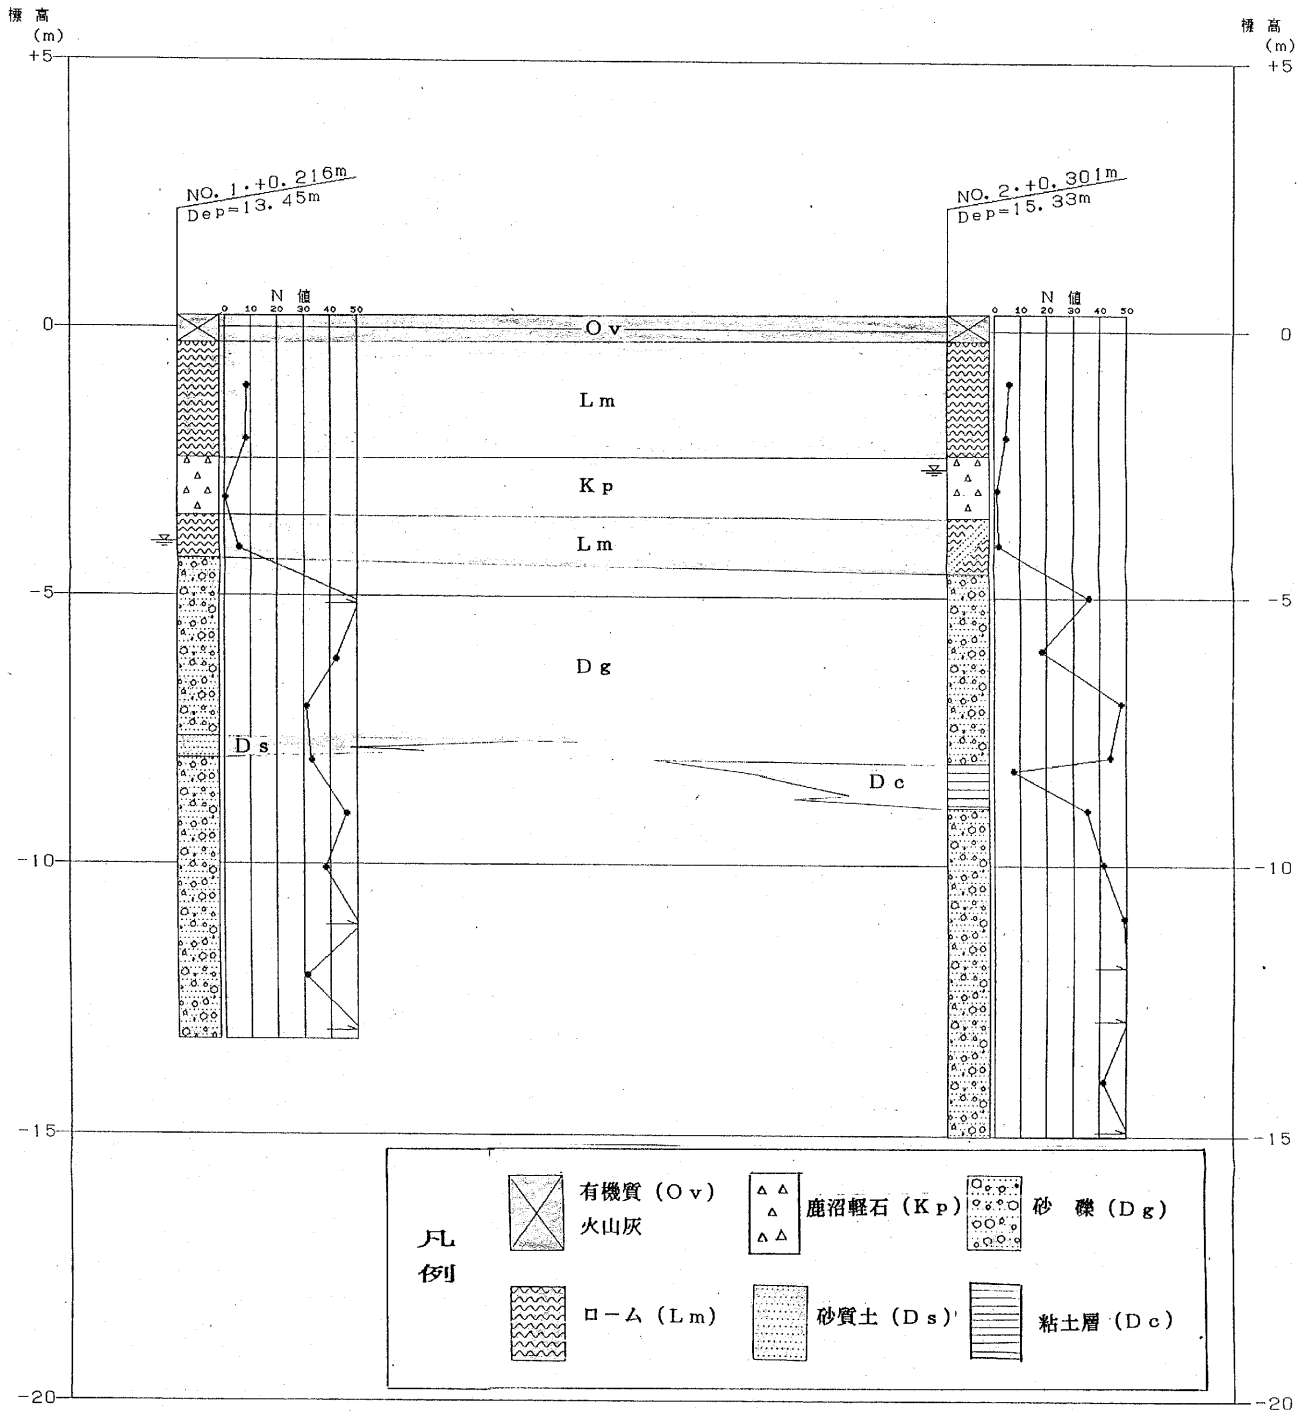 標高
(m)
+5
標高
(m)
+5
NO. 1・+0. 216m
Dep=13. 45m
NO. 2・+0. 301m
Dep=15. 33m
N 値
0 10 20 30 40 50
N 値
0 10 20 30 40 50
0
Ov
0
Lm
Kp
Lm
-5
-5
Dg
Ds
Dc
-10
-10
-15
-15
凡例
有機質 (Ov)
火山灰
鹿沼軽石 (Kp)
砂 礫 (Dg)
ローム (Lm)
砂質土 (Ds)
粘土層 (Dc)
-20
-20